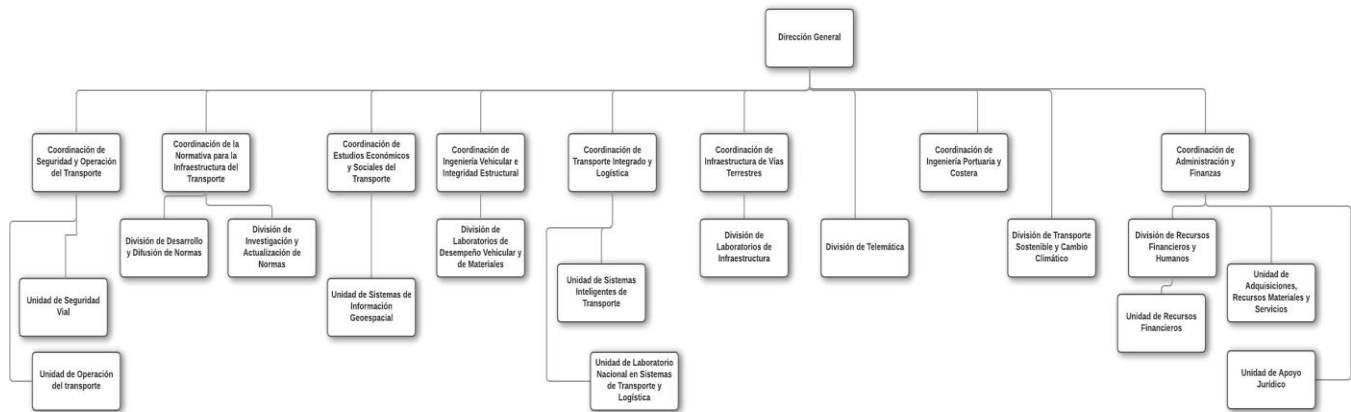 Dirección General
Coordinación de
Seguridad y Operación
del Transporte
Coordinación de la
Normativa para la
Infraestructura del
Transporte
Coordinación de
Estudios Económicos
y Sociales del
Transporte
Coordinación de
Ingeniería Vehicular e
Integridad Estructural
Coordinación de
Transporte Integrado y
Logística
Coordinación de
Infraestructura de Vías
Terrestres
Coordinación de
Ingeniería Portuaria y
Costera
Coordinación de
Administración y
Finanzas
División de Desarrollo
y Difusión de Normas
División de
Investigación y
Actualización de
Normas
División de
Laboratorios de
Desempeño Vehicular y
de Materiales
División de
Laboratorios de
Infraestructura
División de Telemática
División de Transporte
Sostenible y Cambio
Climático
División de Recursos
Financieros y
Humanos
Unidad de Seguridad
Vial
Unidad de Sistemas de
Información
Geoespacial
Unidad de Sistemas
Inteligentes de
Transporte
Unidad de
Adquisiciones,
Recursos Materiales y
Servicios
Unidad de Recursos
Financieros
Unidad de Operación
del transporte
Unidad de Laboratorio
Nacional en Sistemas
de Transporte y
Logística
Unidad de Apoyo
Jurídico